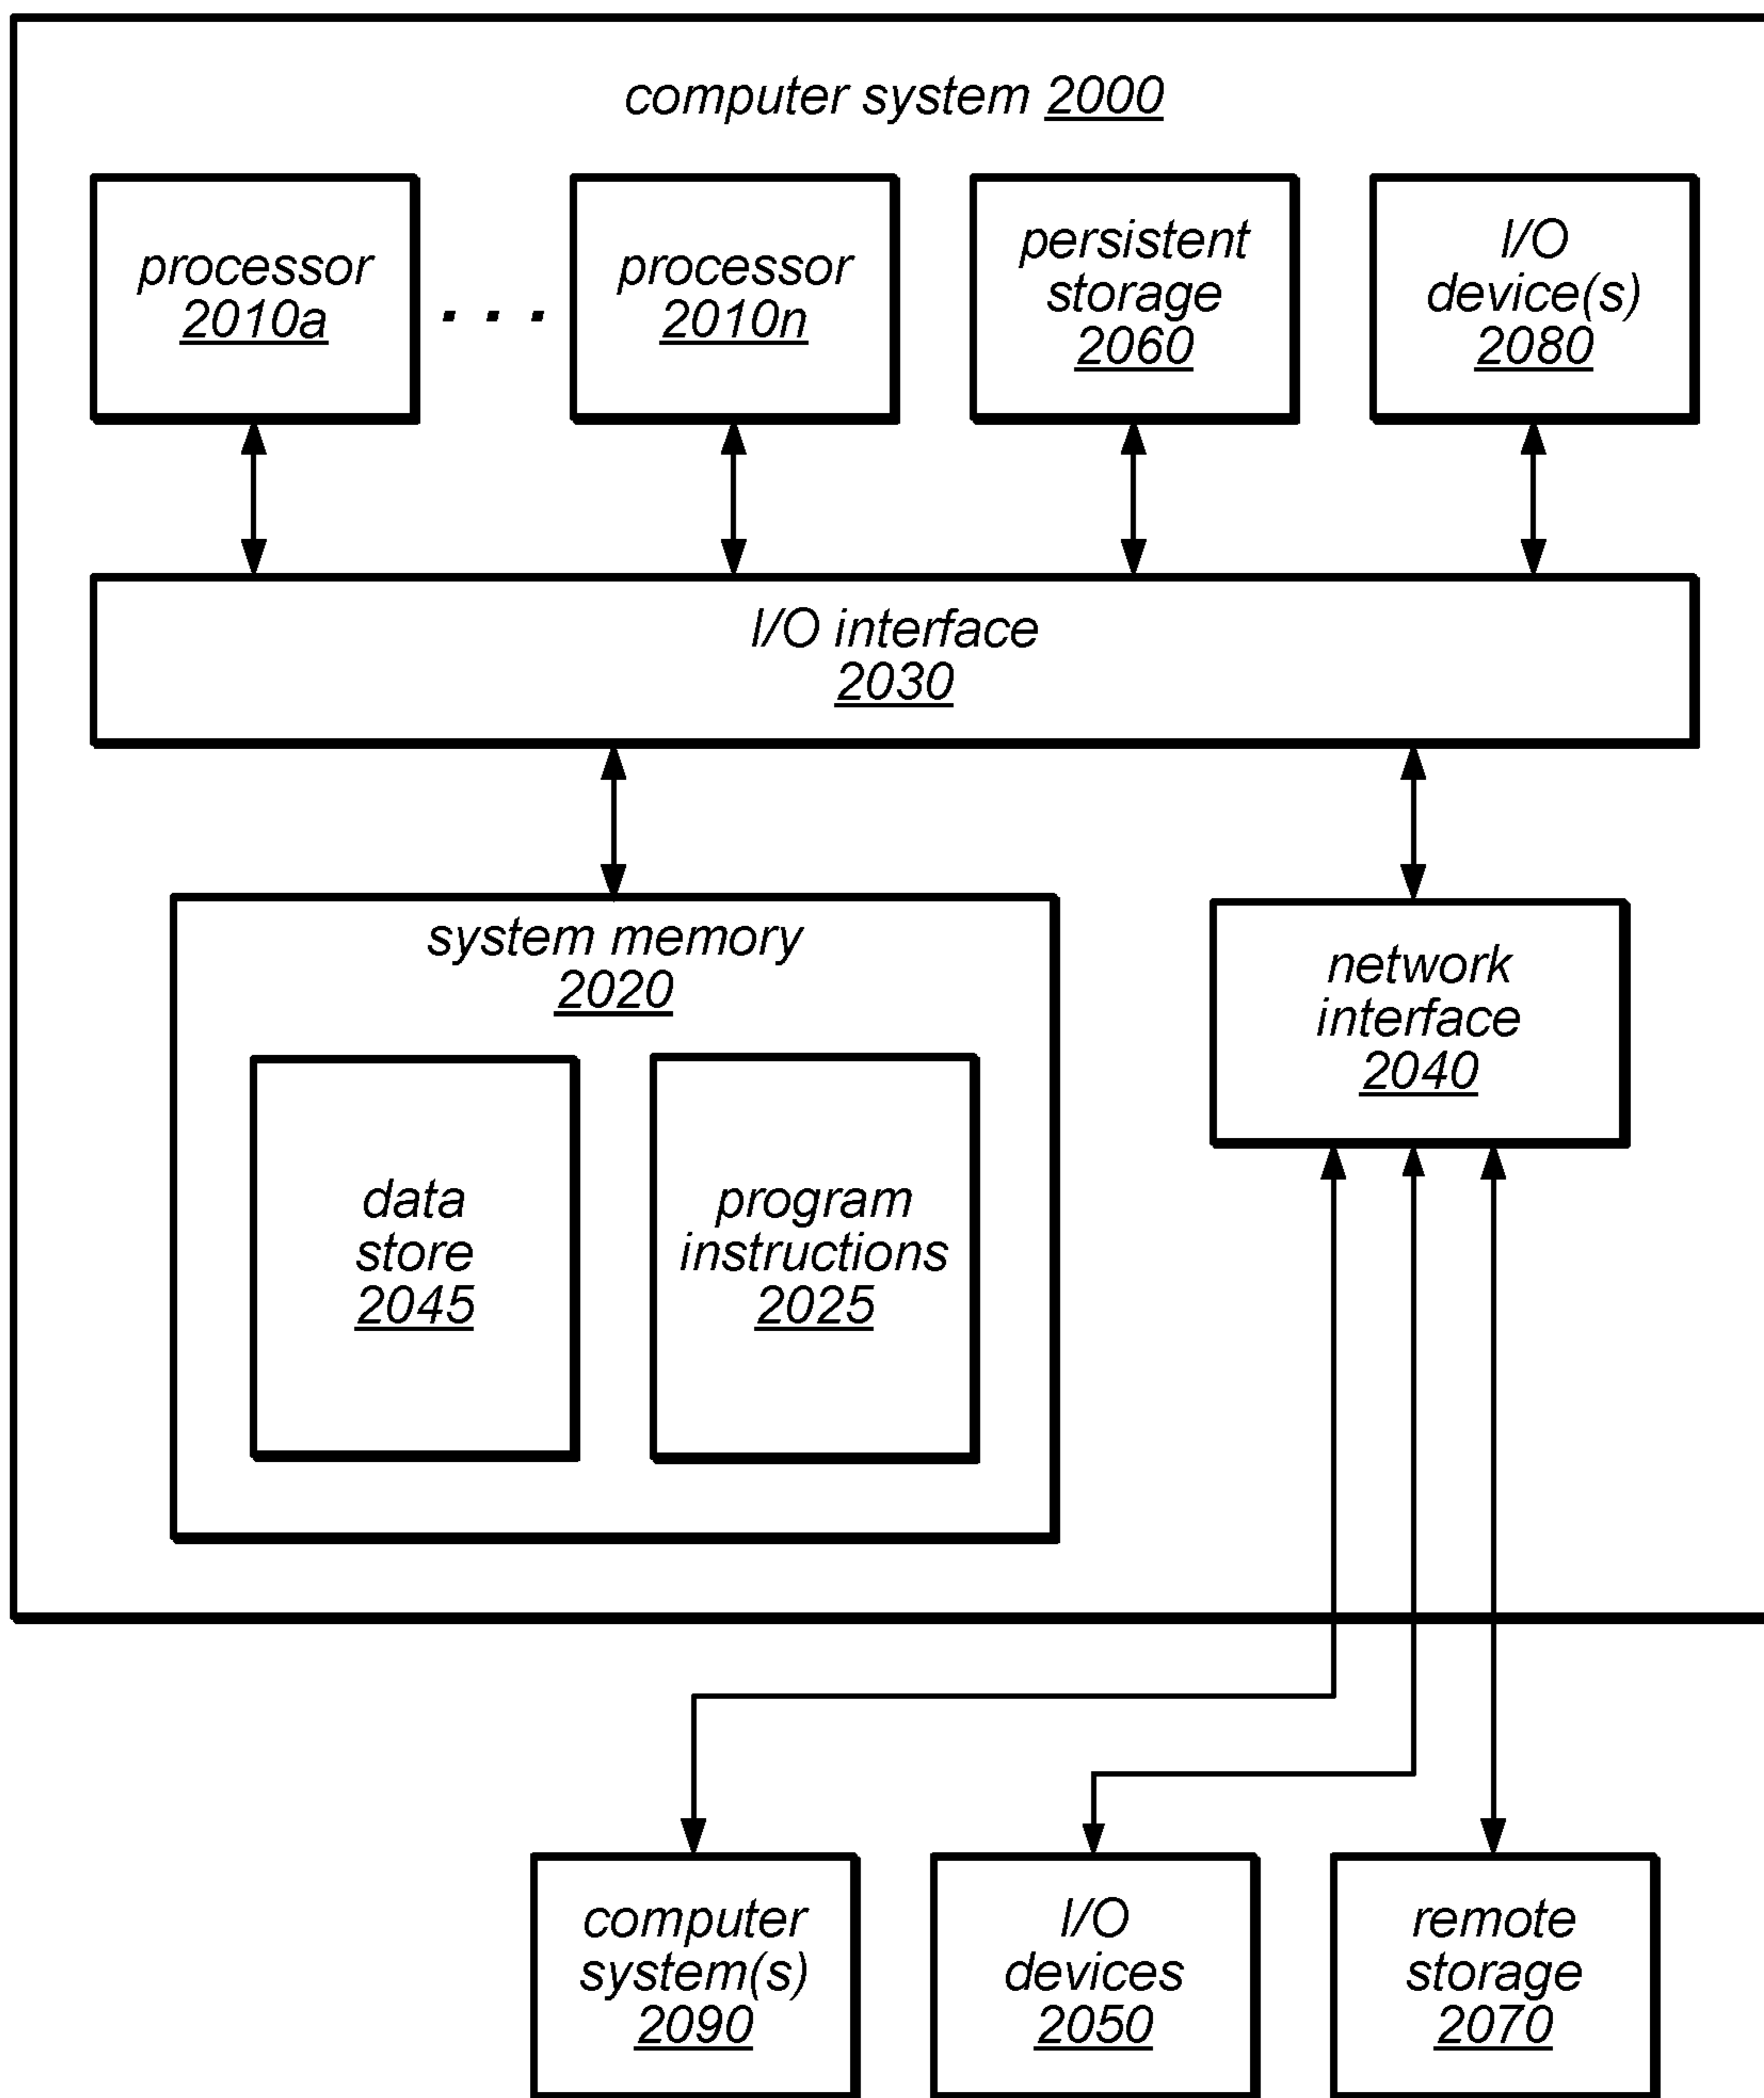 computer system 2000
processor
2010a
. . .
processor
2010n
persistent
storage
2060
I/O
device(s)
2080
I/O interface
2030
system memory
2020
data
store
2045
program
instructions
2025
network
interface
2040
computer
system(s)
2090
I/O
devices
2050
remote
storage
2070